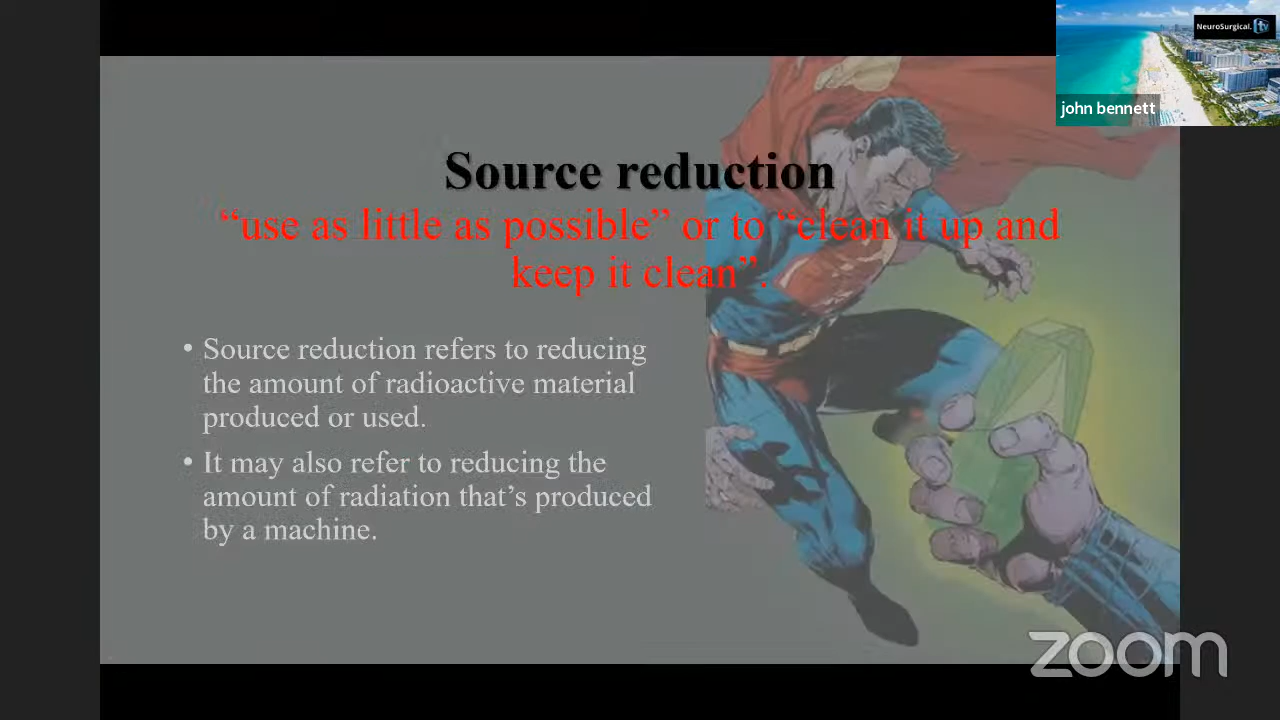 NeuroSurgical. tv
john bennett
Source reduction
“use as little as possible” or to “clean it up and
keep it clean”.
• Source reduction refers to reducing
the amount of radioactive material
produced or used.
• It may also refer to reducing the
amount of radiation that’s produced
by a machine.
zoom